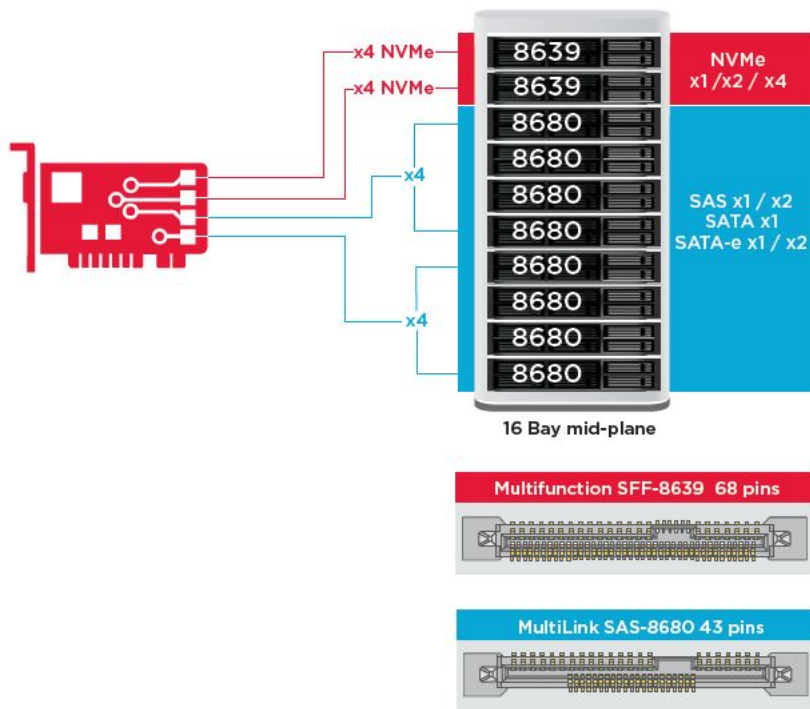 x4 NVMe
x4 NVMe
x4
x4
8639
8639
8680
8680
8680
8680
8680
8680
8680
8680
NVMe
x1 /x2 / x4
SAS x1 / x2
SATA x1
SATA-e x1 / x2
16 Bay mid-plane
Multifunction SFF-8639 68 pins
MultiLink SAS-8680 43 pins